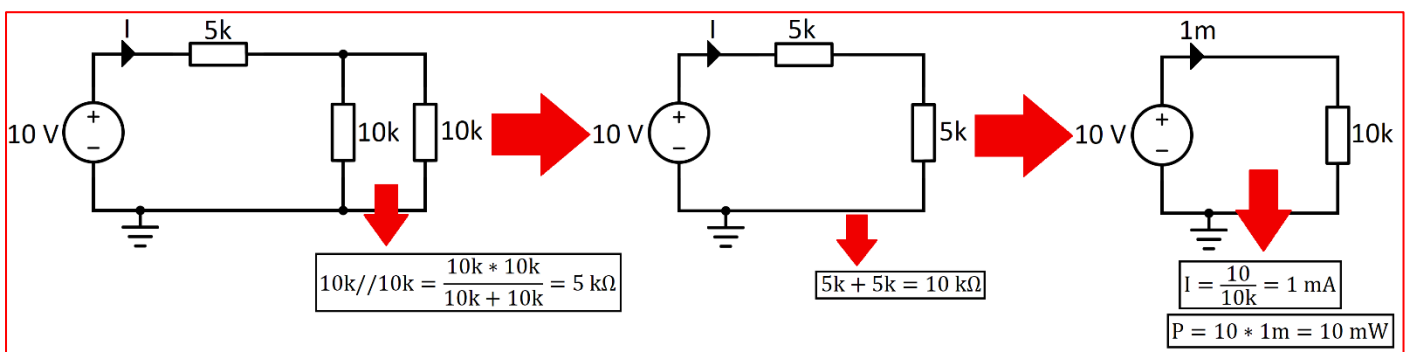 I
5k
10 V
+
−
10k
10k
10k//10k = 10k * 10k / 10k + 10k = 5 kΩ
I
5k
10 V
+
−
5k
5k + 5k = 10 kΩ
1m
10 V
+
−
10k
I = 10 / 10k = 1 mA
P = 10 * 1m = 10 mW